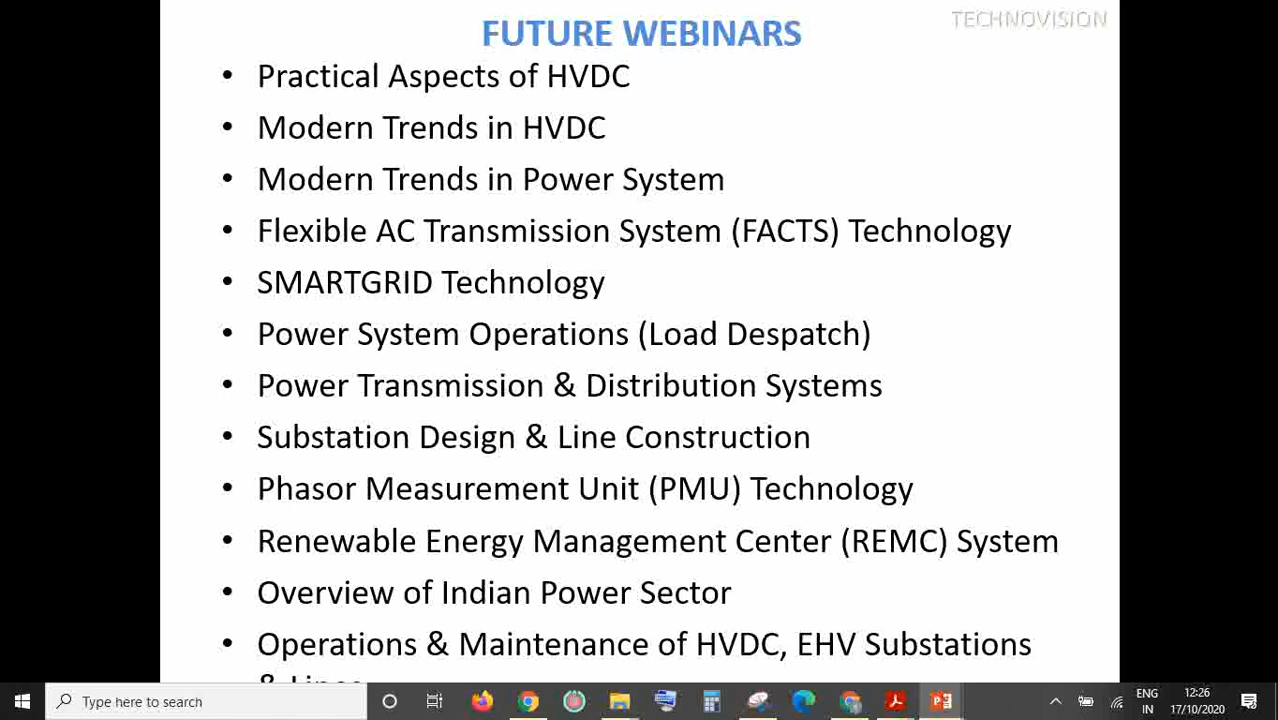 TECHNOVISION
FUTURE WEBINARS
• Practical Aspects of HVDC
• Modern Trends in HVDC
• Modern Trends in Power System
• Flexible AC Transmission System (FACTS) Technology
• SMARTGRID Technology
• Power System Operations (Load Despatch)
• Power Transmission & Distribution Systems
• Substation Design & Line Construction
• Phasor Measurement Unit (PMU) Technology
• Renewable Energy Management Center (REMC) System
• Overview of Indian Power Sector
• Operations & Maintenance of HVDC, EHV Substations
& Lines
Type here to search
ENG
IN
12:26
17/10/2020